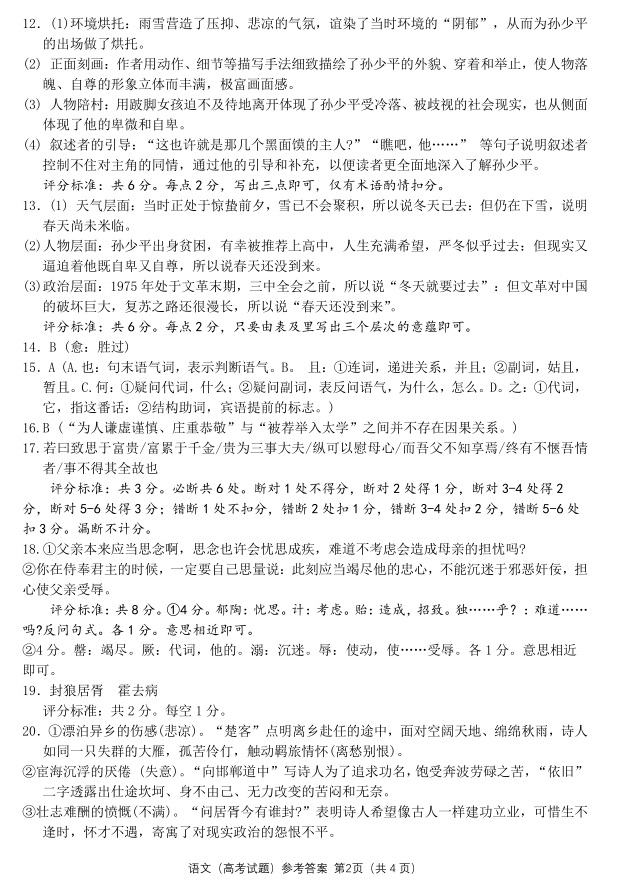 12．(1)环境烘托：雨雪营造了压抑、悲凉的气氛，谊染了当时环境的“阴郁”，从而为孙少平
的出场做了烘托。
(2) 正面刻画：作者用动作、细节等描写手法细致描绘了孙少平的外貌、穿着和举止，使人物落
魄、自尊的形象立体而丰满，极富画面感。
(3) 人物陪村：用跛脚女孩迫不及待地离开体现了孙少平受冷落、被歧视的社会现实，也从侧面
体现了他的卑微和自卑。
(4) 叙述者的引导：“这也许就是那几个黑面馍的主人?”“瞧吧，他……” 等句子说明叙述者
控制不住对主角的同情，通过他的引导和补充，以便读者更全面地深入了解孙少平。
评分标准：共 6 分。每点 2 分，写出三点即可，仅有术语酌情扣分。
13．(1) 天气层面：当时正处于惊蛰前夕，雪已不会聚积，所以说冬天已去：但仍在下雪，说明
春天尚未米临。
(2)人物层面：孙少平出身贫困，有幸被推荐上高中，人生充满希望，严冬似乎过去：但现实又
逼迫着他既自卑又自尊，所以说春天还没到来。
(3)政治层面：1975 年处于文革末期，三中全会之前，所以说“冬天就要过去”：但文革对中国
的破坏巨大，复苏之路还很漫长，所以说“春天还没到来”。
评分标准：共 6 分。每点 2 分，只要由表及里写出三个层次的意蕴即可。
14．B (愈：胜过)
15．A (A.也：句末语气词，表示判断语气。B。 且：①连词，递进关系，并且；②副词，姑且，
暂且。C.何：①疑问代词，什么；②疑问副词，表反问语气，为什么，怎么。D。之：①代词，
它，指这番话：②结构助词，宾语提前的标志。)
16.B (“为人谦虚谨慎、庄重恭敬”与“被荐举入太学”之间并不存在因果关系。)
17.若曰致思于富贵/富累于千金/贵为三事大夫/纵可以慰母心/而吾父不知享焉/终有不惬吾情
者/事不得其全故也
评分标准：共 3 分。必断共 6 处。断对 1 处不得分，断对 2 处得 1 分，断对 3-4 处得 2
分，断对 5-6 处得 3 分；错断 1 处不扣分，错断 2 处扣 1 分，错断 3-4 处扣 2 分，错断 5-6 处
扣 3 分。漏断不计分。
18.①父亲本来应当思念啊，思念也许会忧思成疾，难道不考虑会造成母亲的担忧吗?
②你在侍奉君主的时候，一定要自己思量说：此刻应当竭尽他的忠心，不能沉迷于邪恶奸佞，担
心使父亲受辱。
评分标准：共 8 分。①4 分。郁陶：忧思。计：考虑。贻：造成，招致。独……乎？：难道……
吗?反问句式。各 1 分。意思相近即可。
②4 分。罄：竭尽。厥：代词，他的。溺：沉迷。辱：使动，使……受辱。各 1 分。意思相近
即可。
19．封狼居胥 霍去病
评分标准：共 2 分。每空 1 分。
20．①漂泊异乡的伤感(悲凉)。“楚客”点明离乡赴任的途中，面对空阔天地、绵绵秋雨，诗人
如同一只失群的大雁，孤苦伶仃，触动羁旅情怀(离愁别恨)。
②宦海沉浮的厌倦 (失意)。“向邯郸道中”写诗人为了追求功名，饱受奔波劳碌之苦，“依旧”
二字透露出仕途坎坷、身不由己、无力改变的苦闷和无奈。
③壮志难酬的愤慨(不满)。“问居胥今有谁封?”表明诗人希望像古人一样建功立业，可惜生不
逢时，怀才不遇，寄寓了对现实政治的怨恨不平。
语文（高考试题）参考答案 第2页（共 4 页）